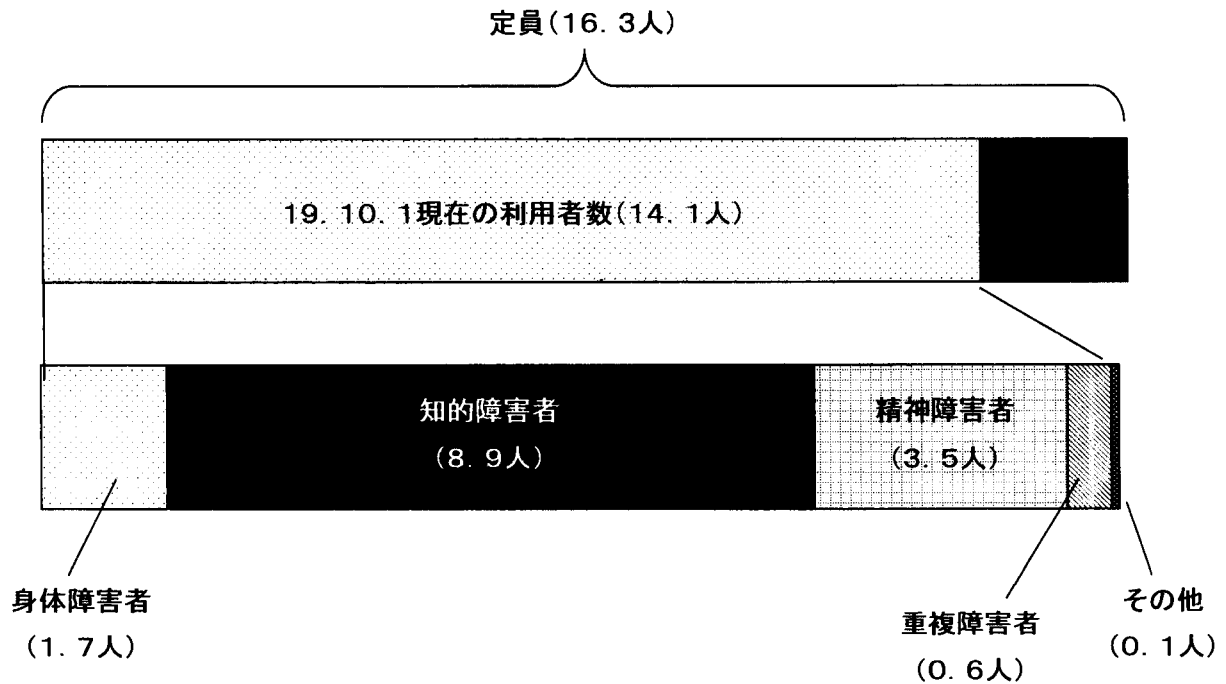 定員(16. 3人)
19. 10. 1現在の利用者数(14. 1人)
知的障害者
(8. 9人)
精神障害者
(3. 5人)
身体障害者
(1. 7人)
重複障害者
(0. 6人)
その他
(0. 1人)